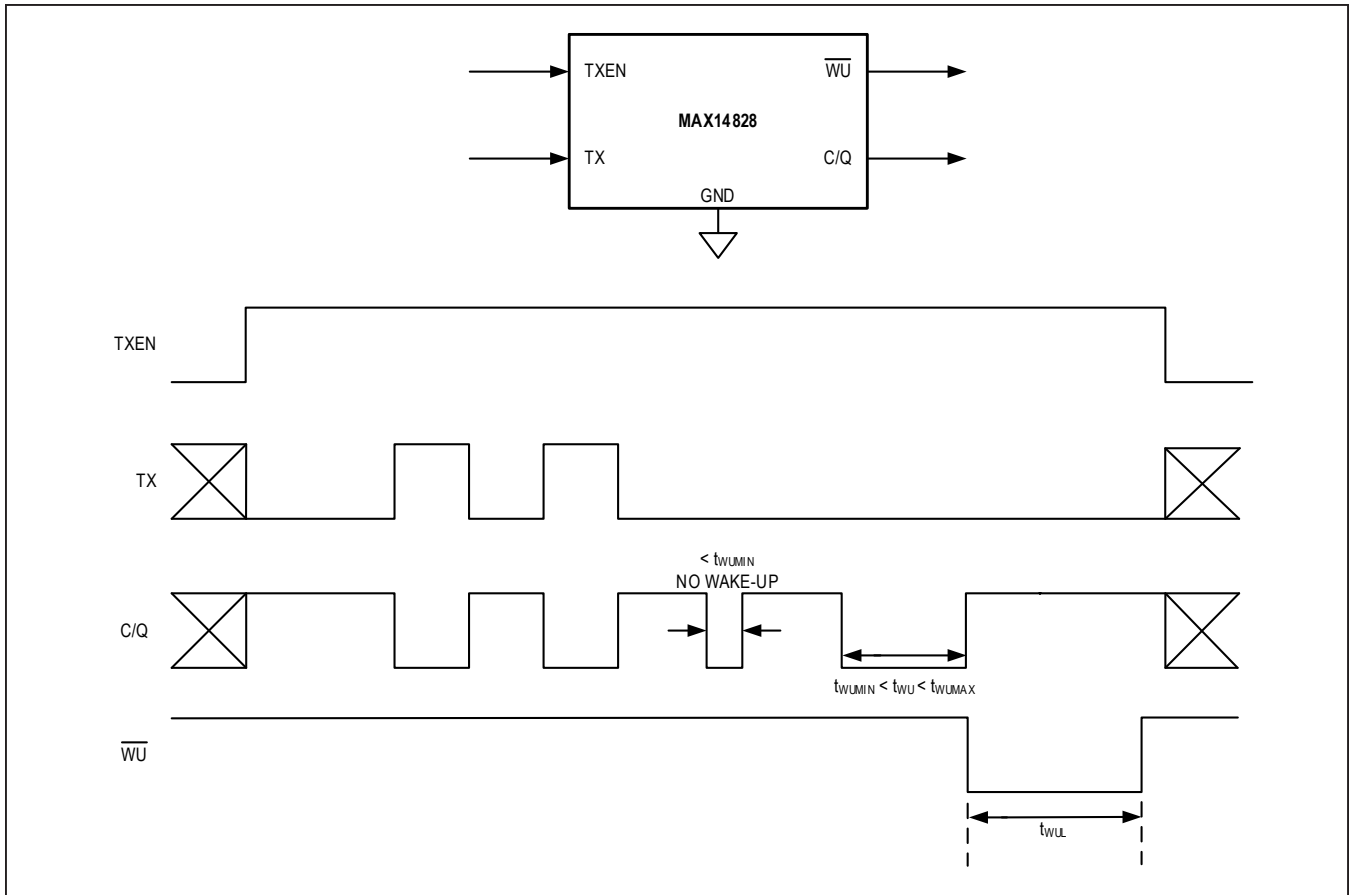 TXEN
WU
MAX14828
TX
C/Q
GND
TXEN
TX
< tWUMIN
NO WAKE-UP
C/Q
tWUMIN < tWU < tWUMAX
WU
tWUL